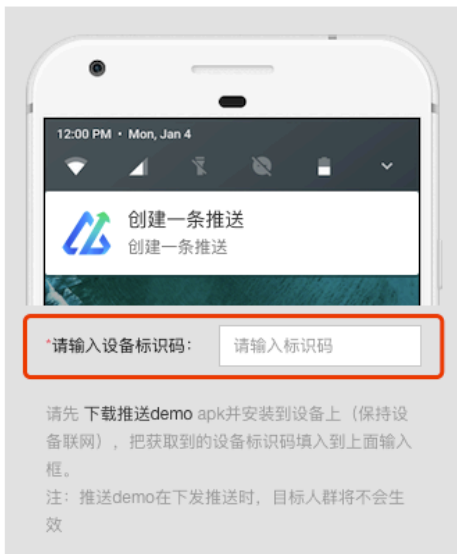 12:00 PM • Mon, Jan 4
创建一条推送
创建一条推送
*请输入设备标识码： 请输入标识码
请先 下载推送demo apk并安装到设备上（保持设
备联网），把获取到的设备标识码填入到上面输入
框。
注：推送demo在下发推送时，目标人群将不会生
效